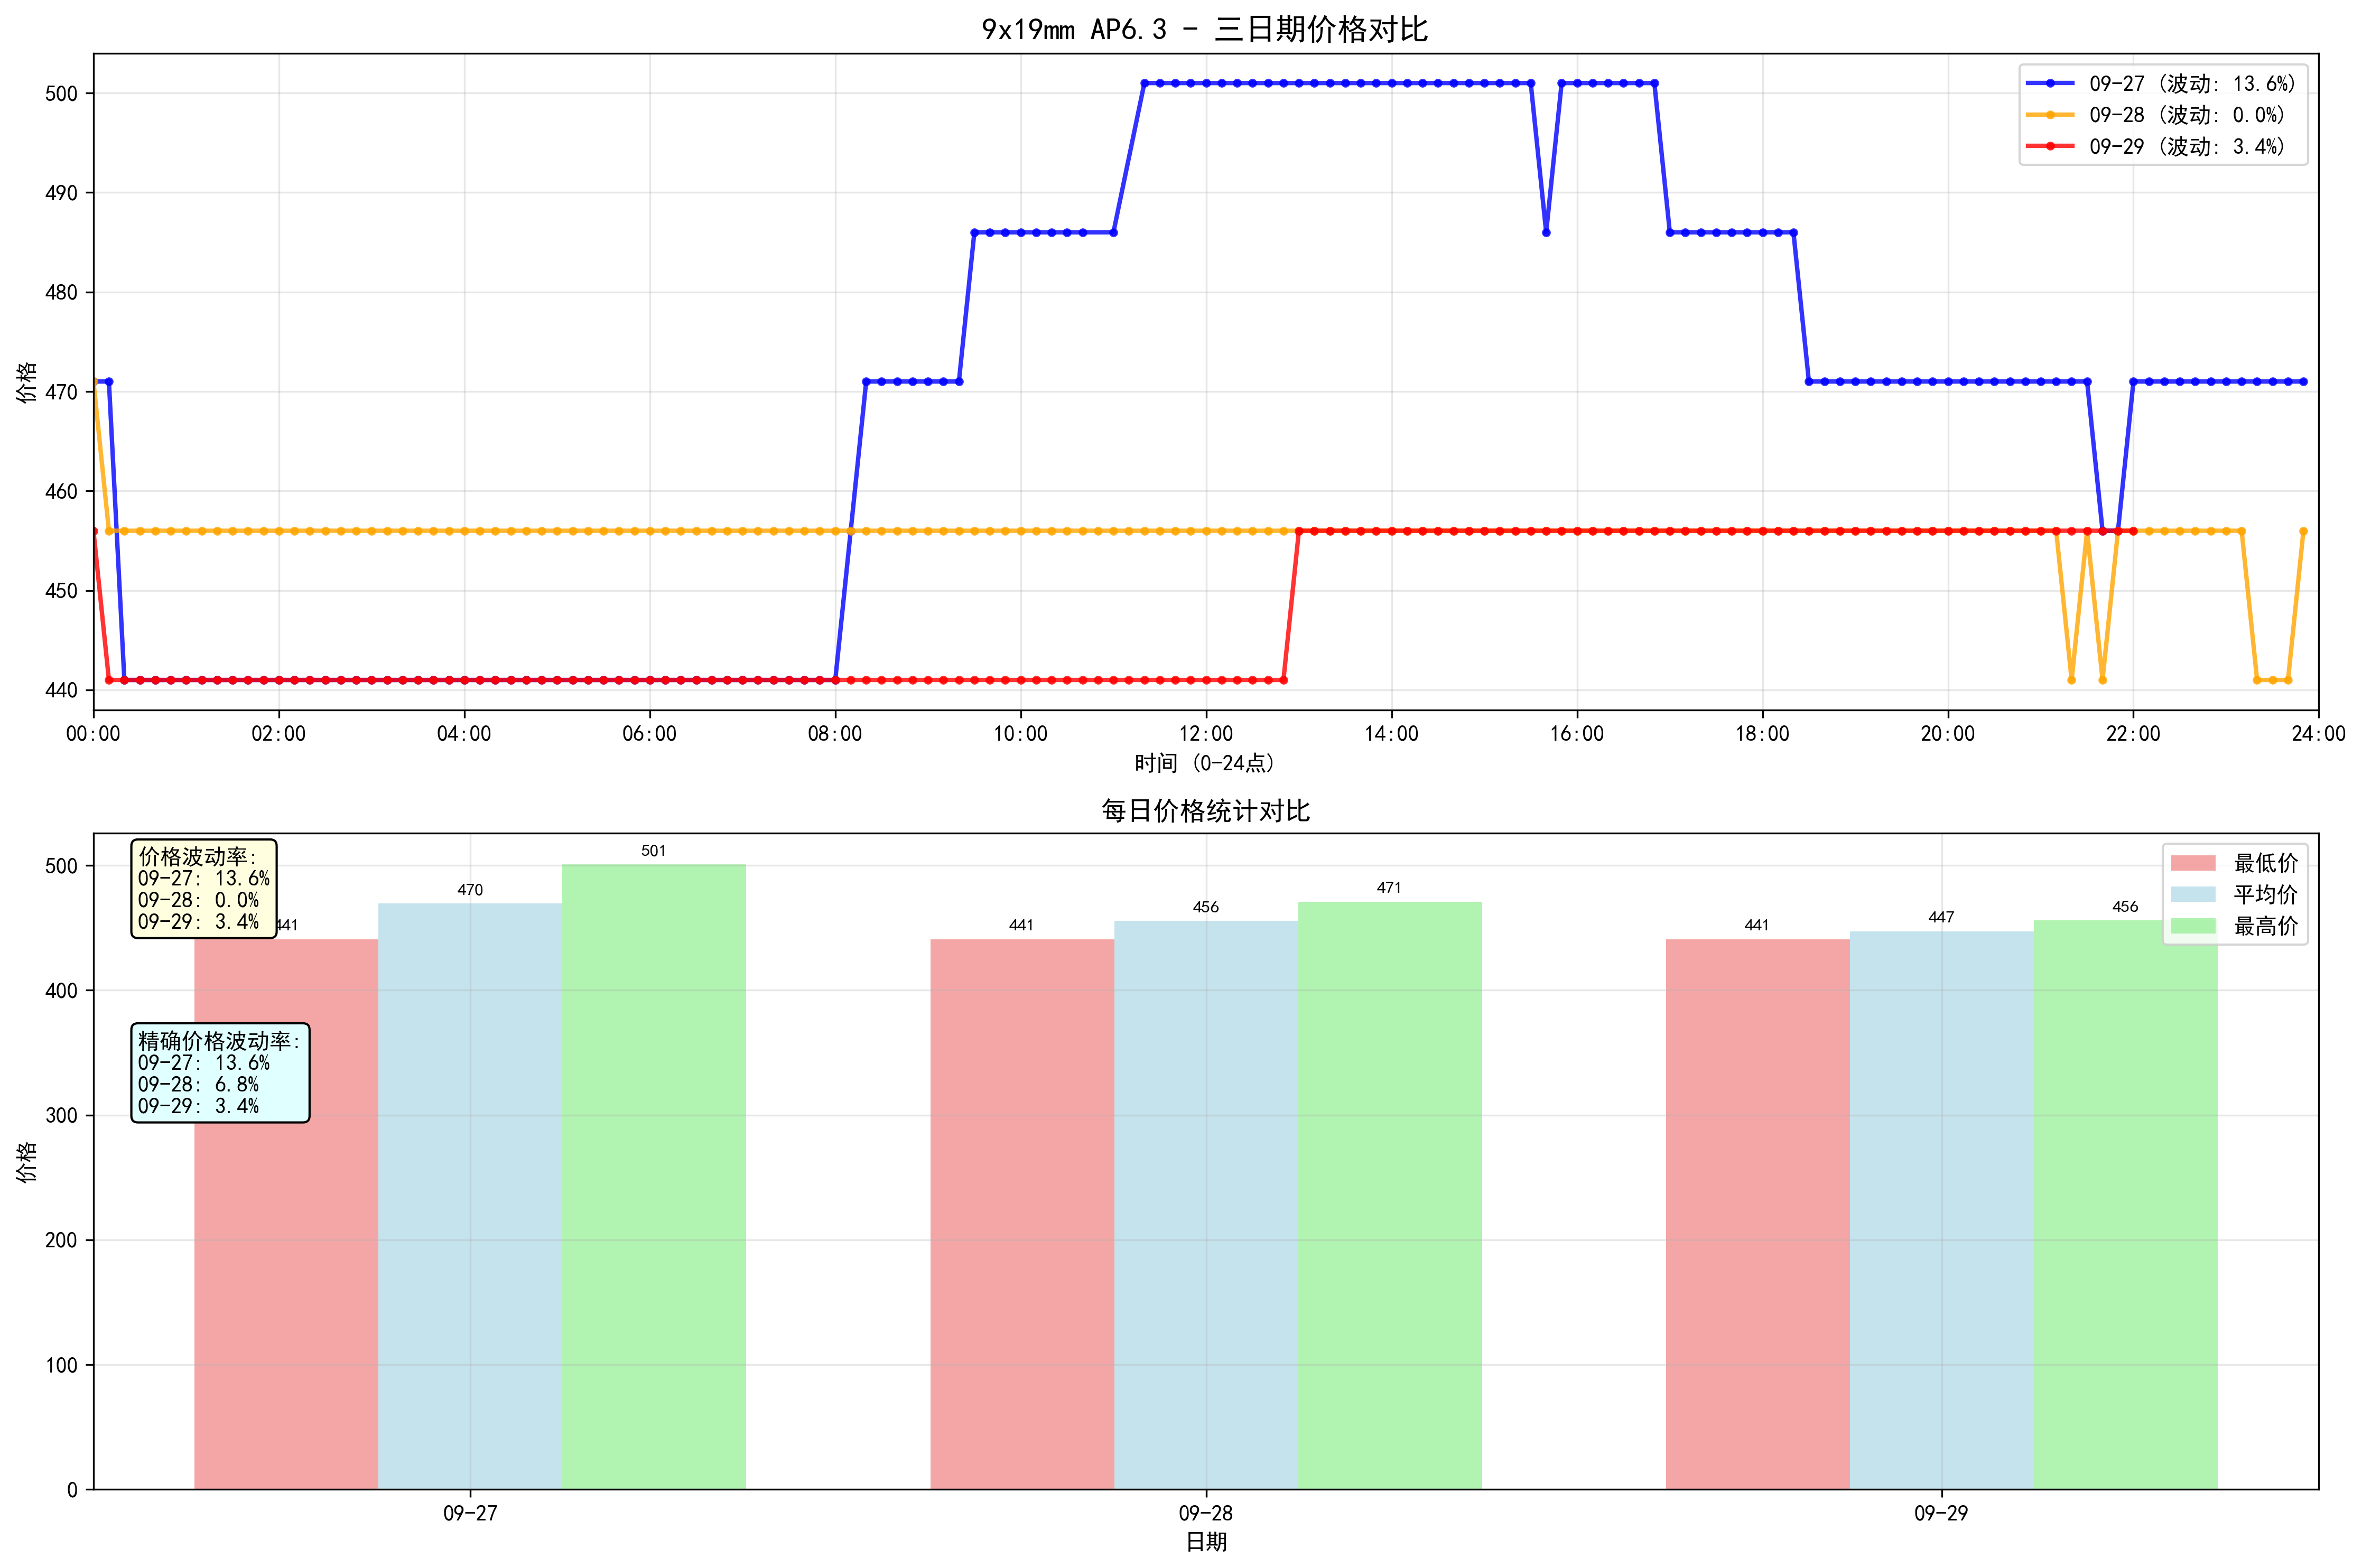 9x19mm AP6.3 - 三日期价格对比
09-27 (波动: 13.6%)
09-28 (波动: 0.0%)
09-29 (波动: 3.4%)
价格
500
490
480
470
460
450
440
00:00 02:00 04:00 06:00 08:00 10:00 12:00 14:00 16:00 18:00 20:00 22:00 24:00
时间 (0-24点)
每日价格统计对比
价格波动率:
09-27: 13.6%
09-28: 0.0%
09-29: 3.4%
精确价格波动率:
09-27: 13.6%
09-28: 6.8%
09-29: 3.4%
最低价
平均价
最高价
441 470 501 441 456 471 441 447 456
价格
500
400
300
200
100
0
09-27 09-28 09-29
日期